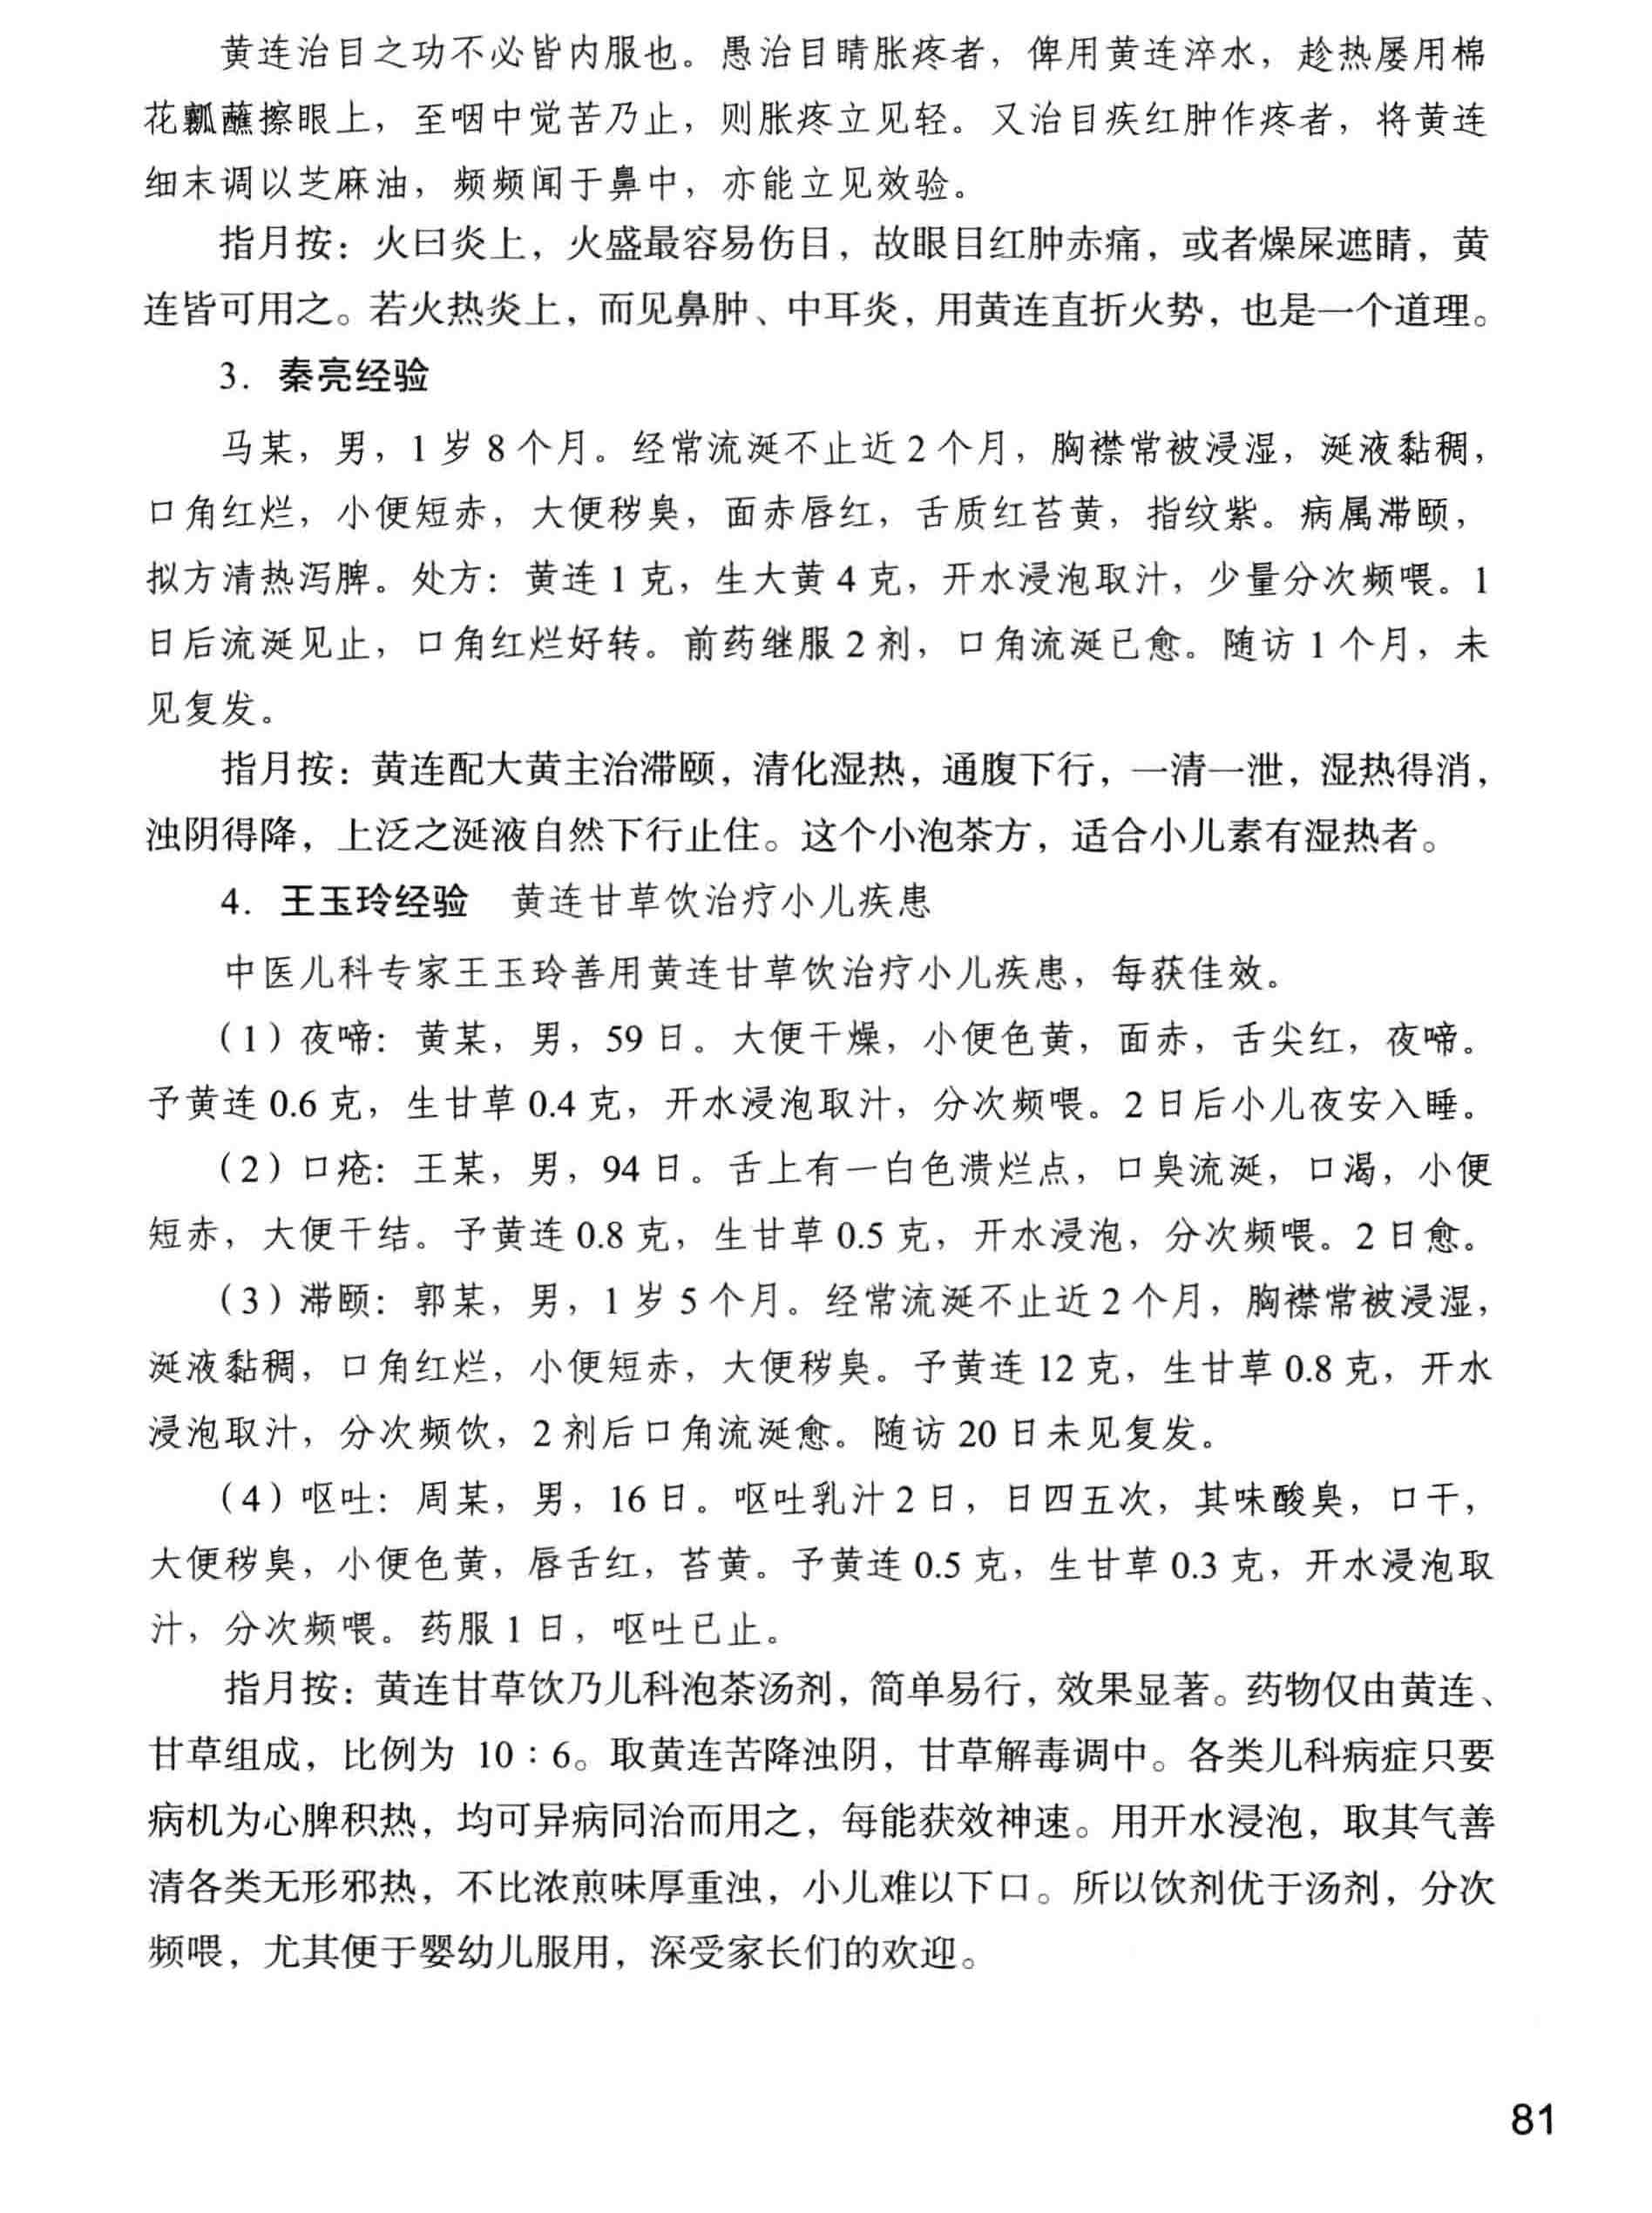 黄连治目之功不必皆内服也。愚治目睛胀疼者，俾用黄连淬水，趁热屡用棉
花瓤蘸擦眼上，至咽中觉苦乃止，则胀疼立见轻。又治目疾红肿作疼者，将黄连
细末调以芝麻油，频频闻于鼻中，亦能立见效验。
指月按：火曰炎上，火盛最容易伤目，故眼目红肿赤痛，或者燥屎遮睛，黄
连皆可用之。若火热炎上，而见鼻肿、中耳炎，用黄连直折火势，也是一个道理。
3．秦亮经验
马某，男，1 岁 8 个月。经常流涎不止近 2 个月，胸襟常被浸湿，涎液黏稠，
口角红烂，小便短赤，大便秽臭，面赤唇红，舌质红苔黄，指纹紫。病属滞颐，
拟方清热泻脾。处方：黄连 1 克，生大黄 4 克，开水浸泡取汁，少量分次频喂。1
日后流涎见止，口角红烂好转。前药继服 2 剂，口角流涎已愈。随访 1 个月，未
见复发。
指月按：黄连配大黄主治滞颐，清化湿热，通腹下行，一清一泄，湿热得消，
浊阴得降，上泛之涎液自然下行止住。这个小泡茶方，适合小儿素有湿热者。
4．王玉玲经验　黄连甘草饮治疗小儿疾患
中医儿科专家王玉玲善用黄连甘草饮治疗小儿疾患，每获佳效。
（1）夜啼：黄某，男，59 日。大便干燥，小便色黄，面赤，舌尖红，夜啼。
予黄连 0.6 克，生甘草 0.4 克，开水浸泡取汁，分次频喂。2 日后小儿夜安入睡。
（2）口疮：王某，男，94 日。舌上有一白色溃烂点，口臭流涎，口渴，小便
短赤，大便干结。予黄连 0.8 克，生甘草 0.5 克，开水浸泡，分次频喂。2 日愈。
（3）滞颐：郭某，男，1 岁 5 个月。经常流涎不止近 2 个月，胸襟常被浸湿，
涎液黏稠，口角红烂，小便短赤，大便秽臭。予黄连 12 克，生甘草 0.8 克，开水
浸泡取汁，分次频饮，2 剂后口角流涎愈。随访 20 日未见复发。
（4）呕吐：周某，男，16 日。呕吐乳汁 2 日，日四五次，其味酸臭，口干，
大便秽臭，小便色黄，唇舌红，苔黄。予黄连 0.5 克，生甘草 0.3 克，开水浸泡取
汁，分次频喂。药服 1 日，呕吐已止。
指月按：黄连甘草饮乃儿科泡茶汤剂，简单易行，效果显著。药物仅由黄连、
甘草组成，比例为 10∶6。取黄连苦降浊阴，甘草解毒调中。各类儿科病症只要
病机为心脾积热，均可异病同治而用之，每能获效神速。用开水浸泡，取其气善
清各类无形邪热，不比浓煎味厚重浊，小儿难以下口。所以饮剂优于汤剂，分次
频喂，尤其便于婴幼儿服用，深受家长们的欢迎。
81